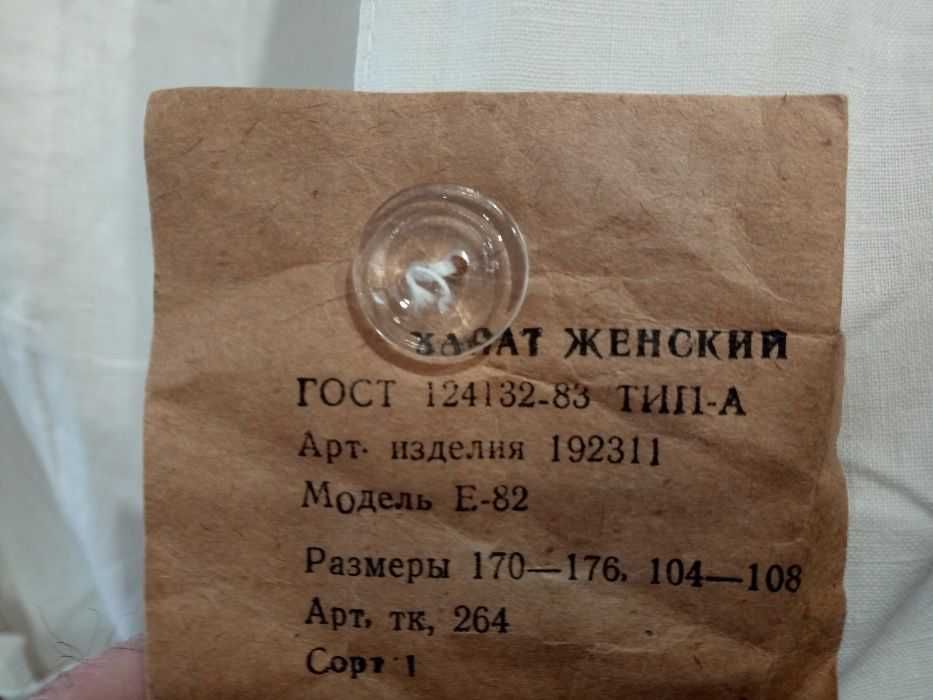 ХАЛАТ ЖЕНСКИЙ
ГОСТ 124132-83 ТИП-А
Арт. изделия 192311
Модель Е-82
Размеры 170—176, 104—108
Арт, тк, 264
Сорт 1